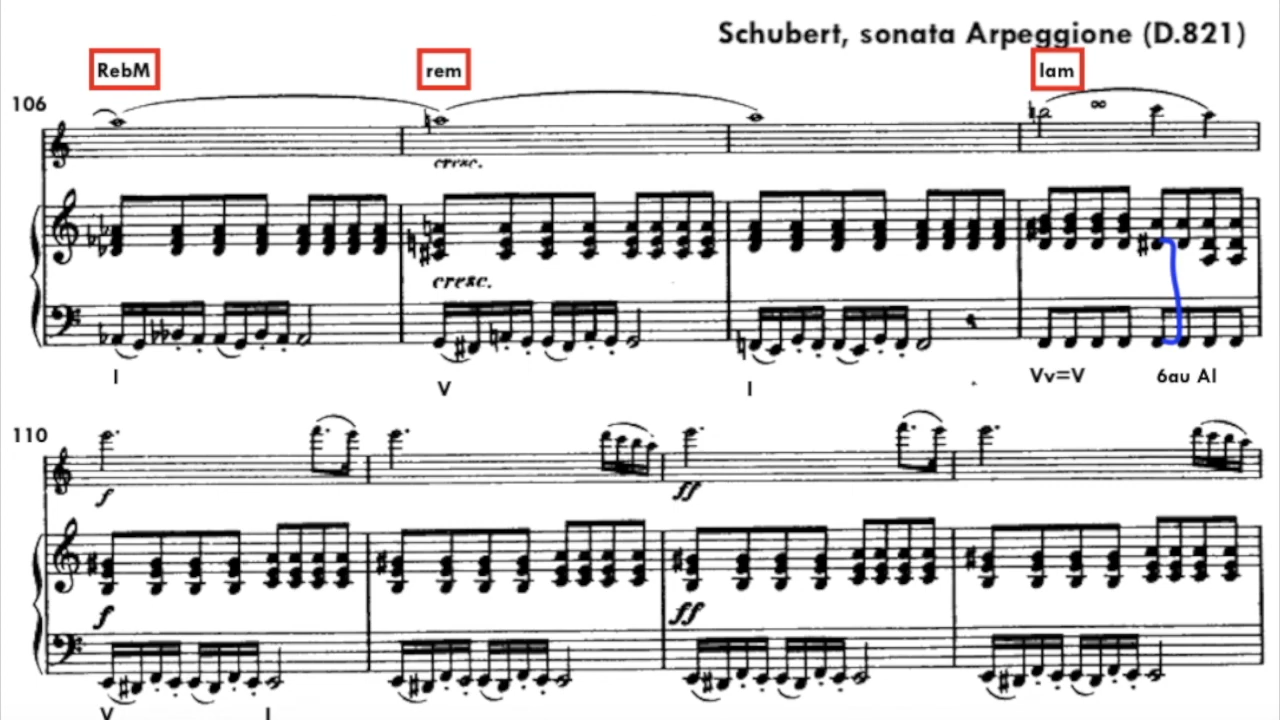 Schubert, sonata Arpeggione (D.821)
RebM rem lam
106
cresc.
cresc.
I V I Vv=V 6au Al
110
f ff
f ff
V I